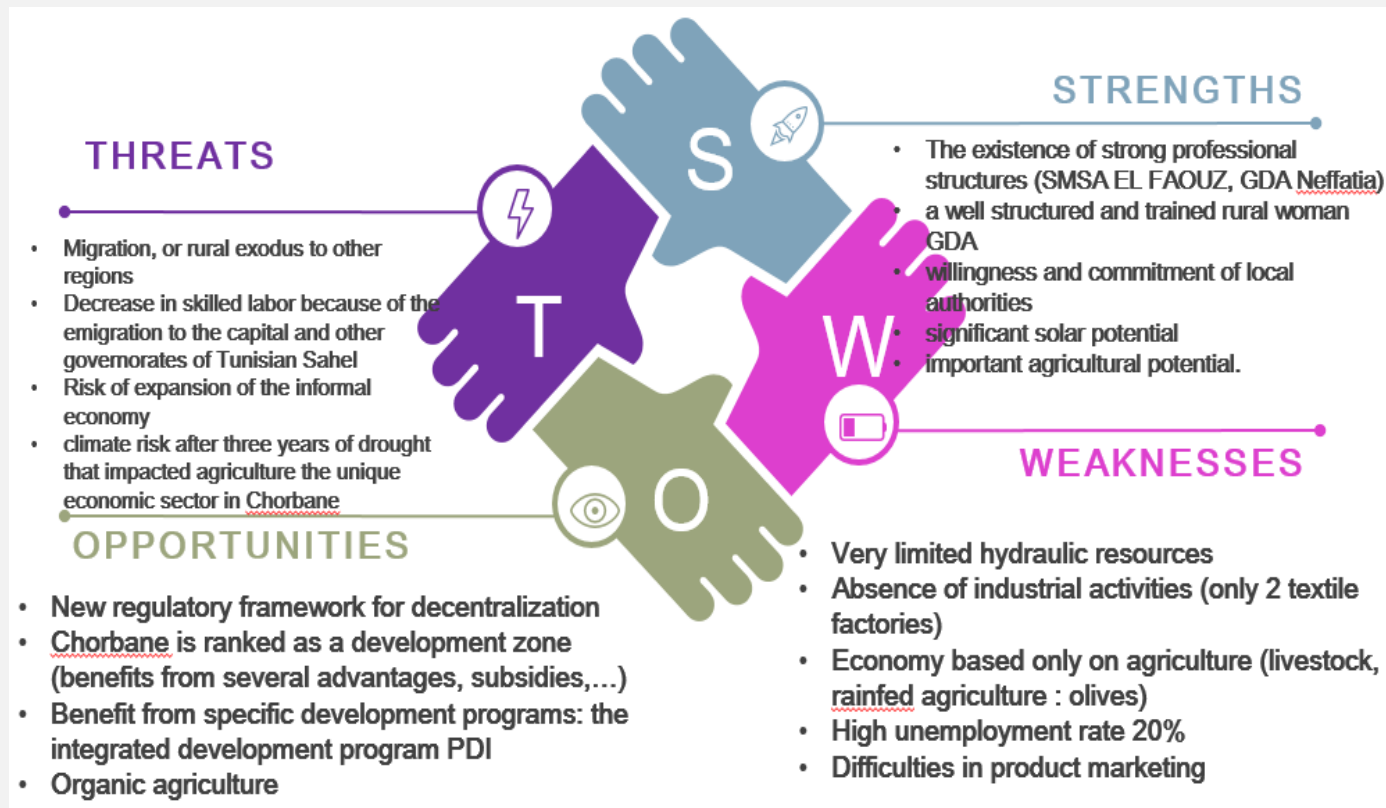 STRENGTHS
• The existence of strong professional
structures (SMSA EL FAOUZ, GDA Neffatia)
• a well structured and trained rural woman
GDA
• willingness and commitment of local
authorities
• significant solar potential
• important agricultural potential.
S
THREATS
• Migration, or rural exodus to other
regions
• Decrease in skilled labor because of the
emigration to the capital and other
governorates of Tunisian Sahel
• Risk of expansion of the informal
economy
• climate risk after three years of drought
that impacted agriculture the unique
economic sector in Chorbane
T
W
WEAKNESSES
• Very limited hydraulic resources
• Absence of industrial activities (only 2 textile
factories)
• Economy based only on agriculture (livestock,
rainfed agriculture : olives)
• High unemployment rate 20%
• Difficulties in product marketing
O
OPPORTUNITIES
• New regulatory framework for decentralization
• Chorbane is ranked as a development zone
(benefits from several advantages, subsidies,…)
• Benefit from specific development programs: the
integrated development program PDI
• Organic agriculture